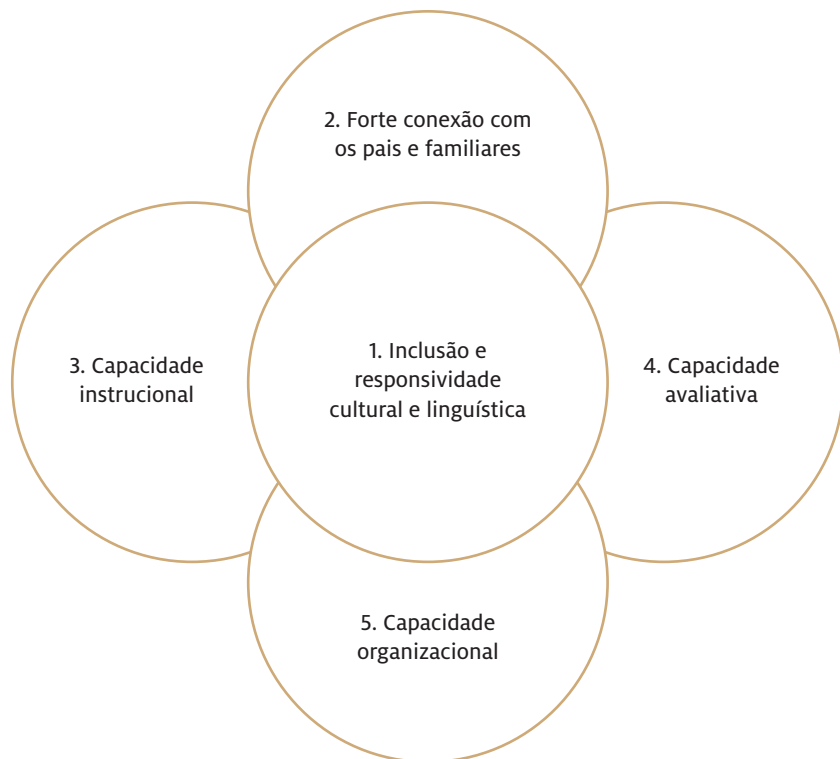 2. Forte conexão com
os pais e familiares
3. Capacidade
instrucional
1. Inclusão e
responsividade
cultural e linguística
4. Capacidade
avaliativa
5. Capacidade
organizacional